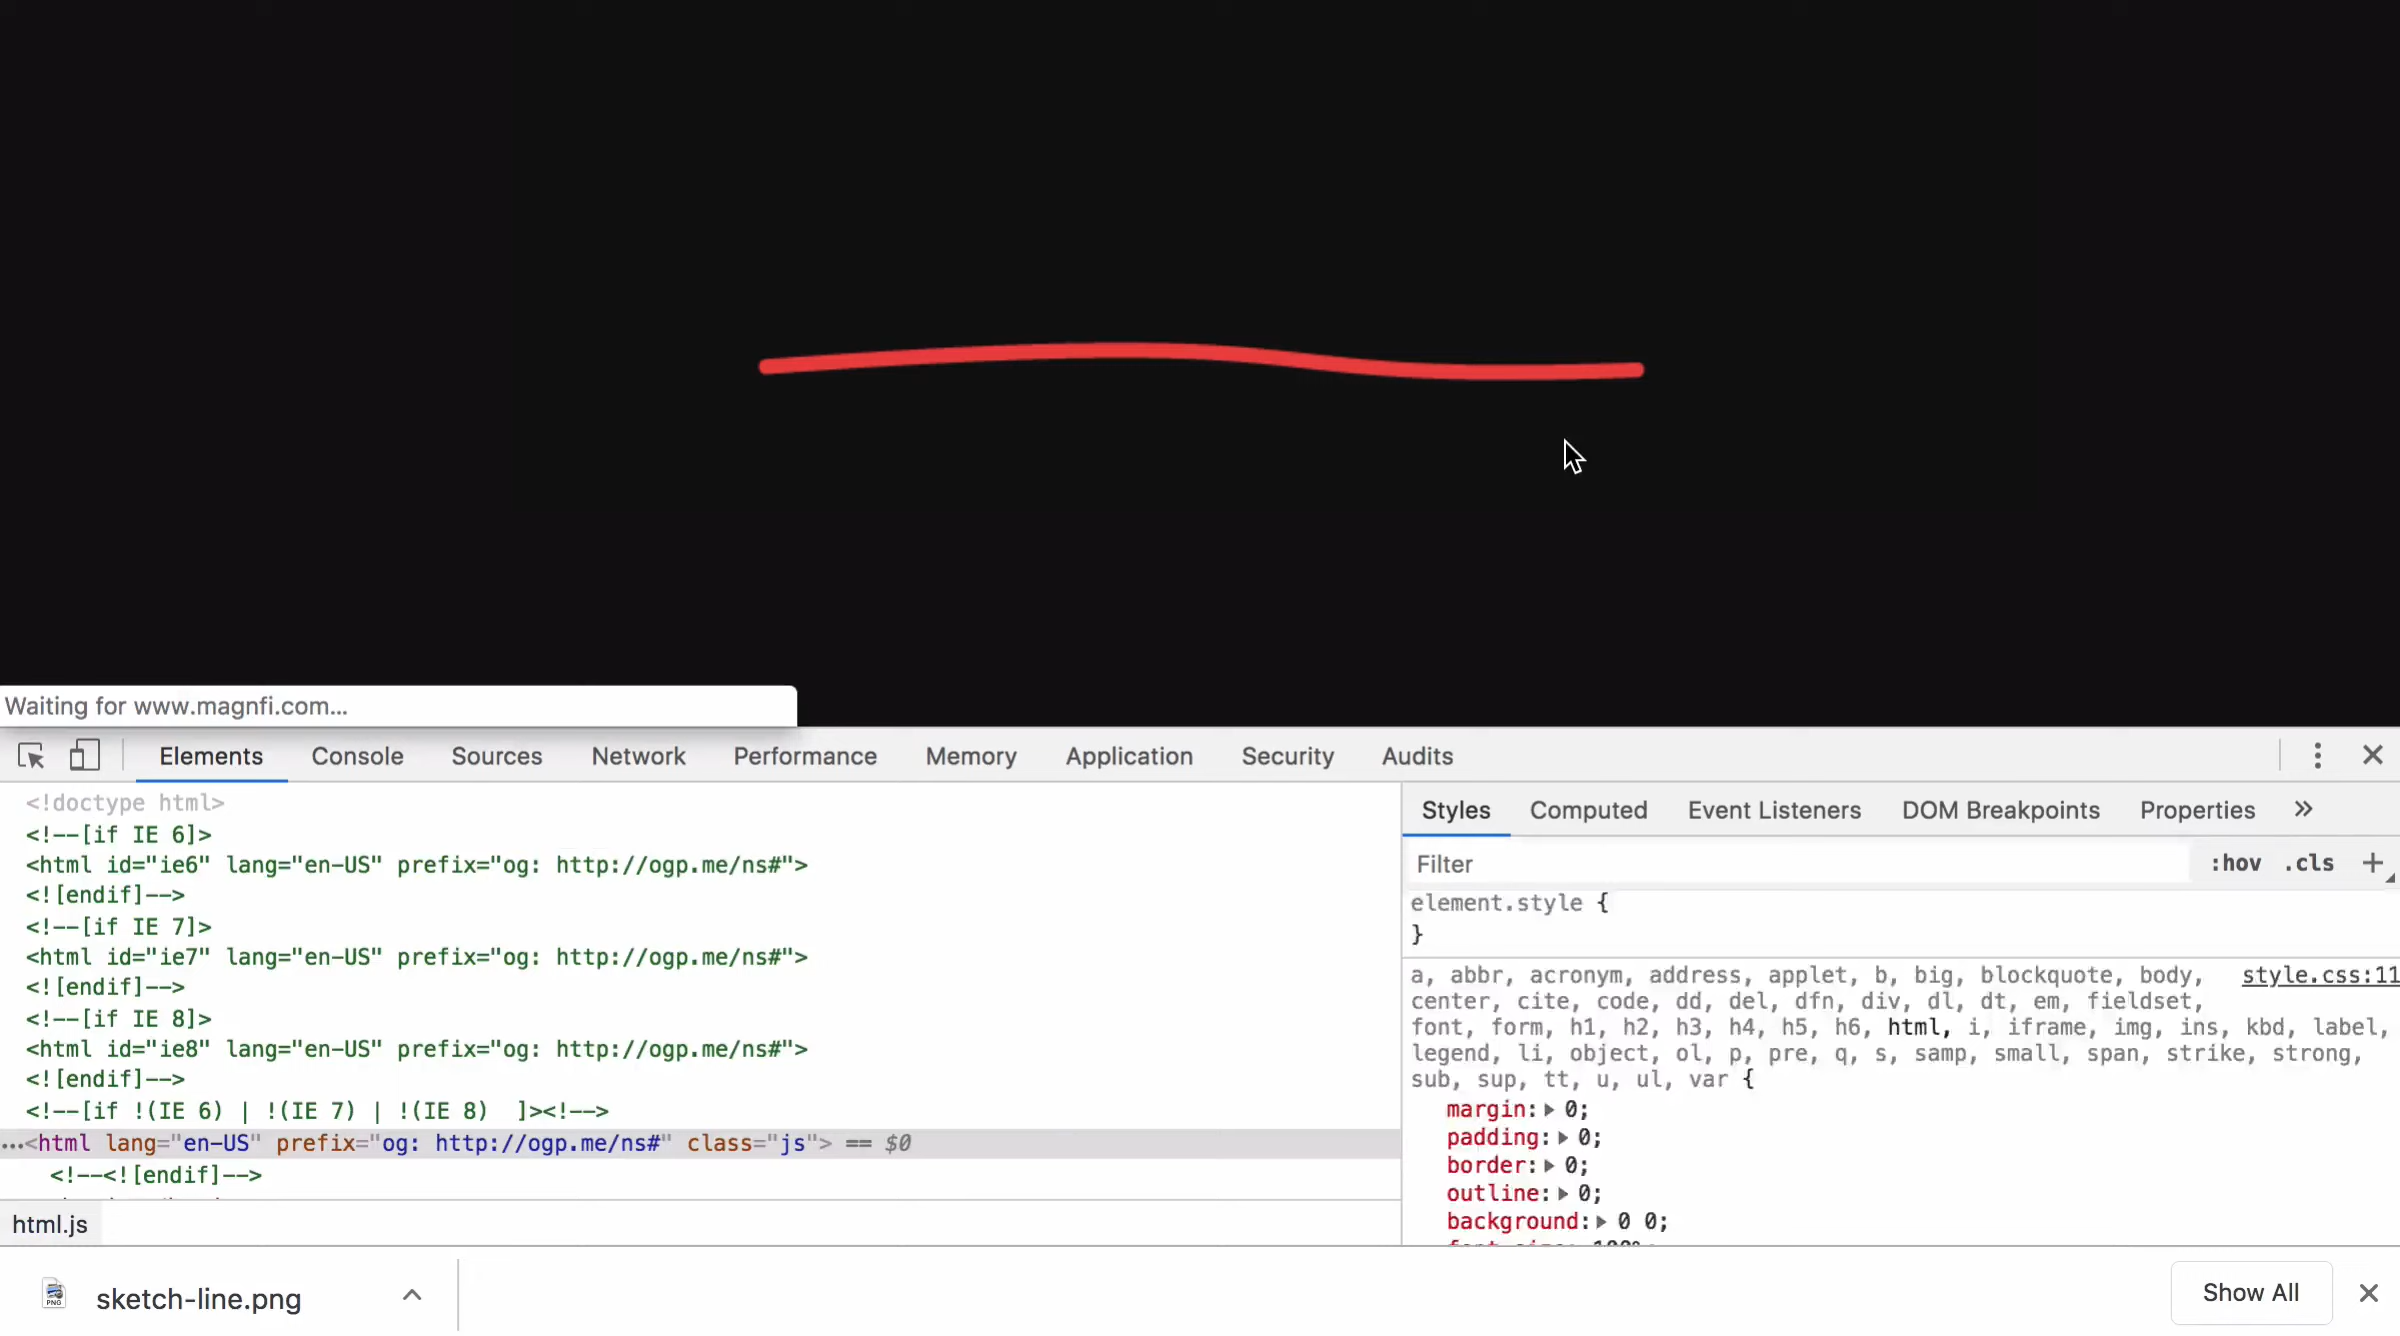 Waiting for www.magnfi.com...
Elements Console Sources Network Performance Memory Application Security Audits
<!doctype html>
<!--[if IE 6]>
<html id="ie6" lang="en-US" prefix="og: http://ogp.me/ns#">
<![endif]-->
<!--[if IE 7]>
<html id="ie7" lang="en-US" prefix="og: http://ogp.me/ns#">
<![endif]-->
<!--[if IE 8]>
<html id="ie8" lang="en-US" prefix="og: http://ogp.me/ns#">
<![endif]-->
<!--[if !(IE 6) | !(IE 7) | !(IE 8)  ]><!-->
...<html lang="en-US" prefix="og: http://ogp.me/ns#" class="js"> == $0
<!--<![endif]-->
html.js
Styles Computed Event Listeners DOM Breakpoints Properties »
Filter :hov .cls +
element.style {
}
a, abbr, acronym, address, applet, b, big, blockquote, body, style.css:11
center, cite, code, dd, del, dfn, div, dl, dt, em, fieldset,
font, form, h1, h2, h3, h4, h5, h6, html, i, iframe, img, ins, kbd, label,
legend, li, object, ol, p, pre, q, s, samp, small, span, strike, strong,
sub, sup, tt, u, ul, var {
margin: 0;
padding: 0;
border: 0;
outline: 0;
background: 0 0;
PNG
sketch-line.png
Show All